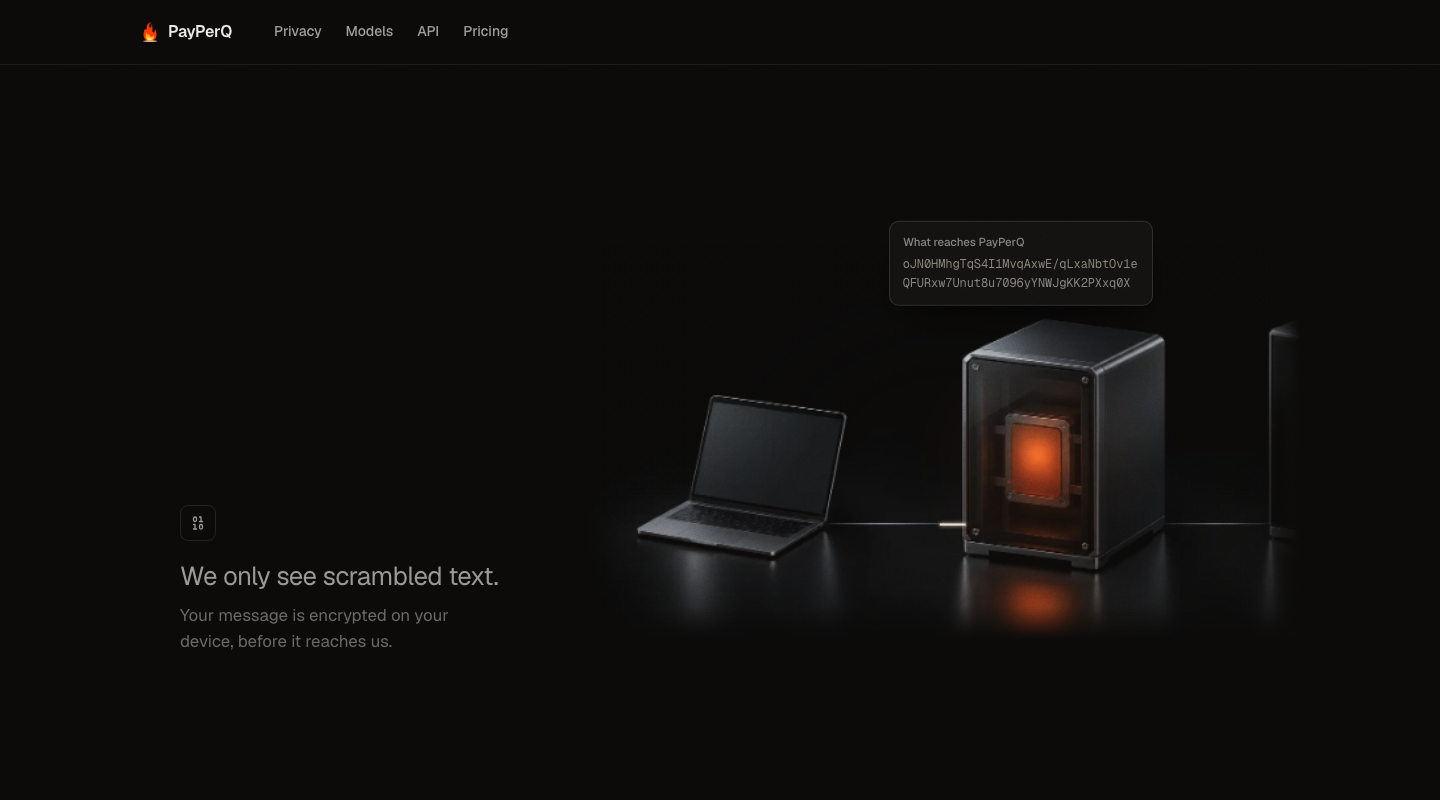 PayPerQ
Privacy
Models
API
Pricing
What reaches PayPerQ
oJN0HMhgTqS4I1MvqAxwE/qLxaNbtOv1e
QFURxw7Unut8u7096yYNWJgKK2PXxq0X
01
10
We only see scrambled text.
Your message is encrypted on your
device, before it reaches us.